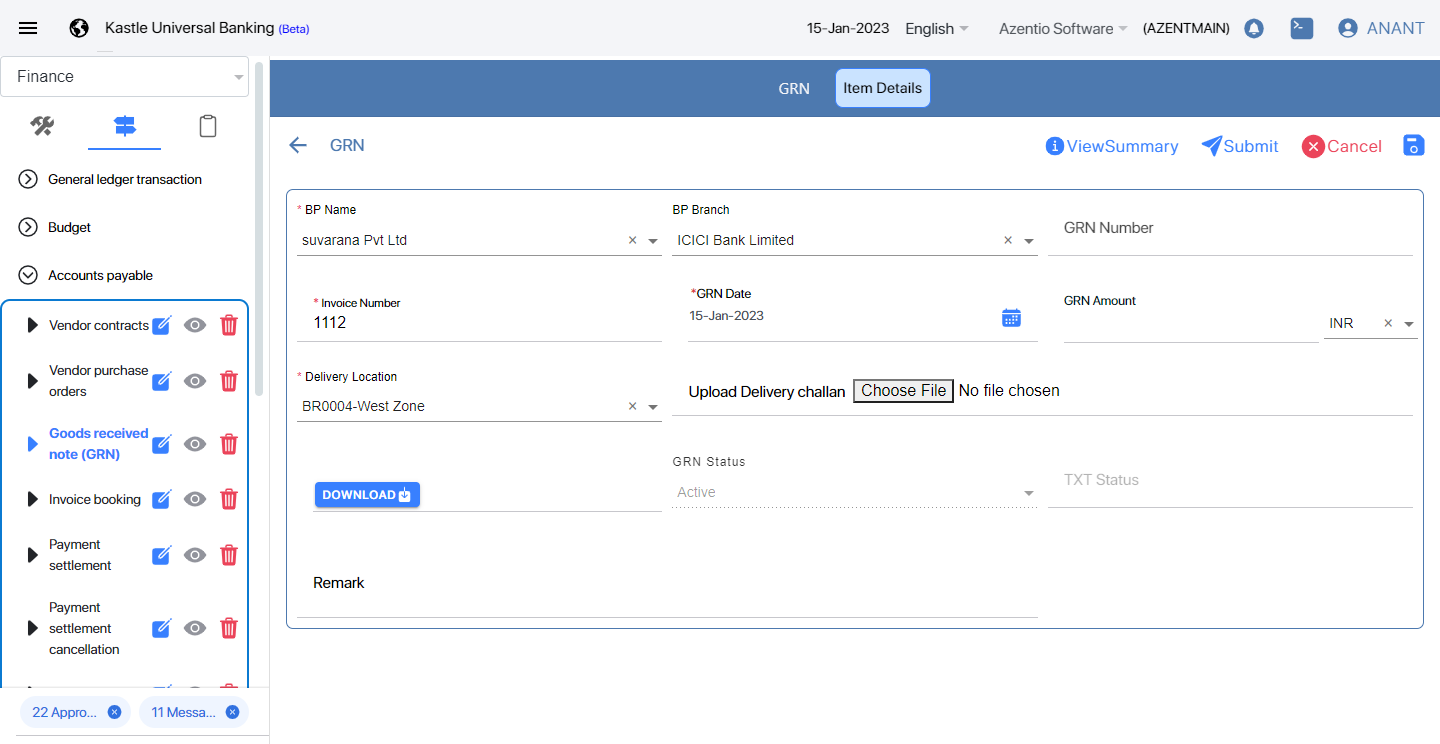 Kastle Universal Banking (Beta)
15-Jan-2023
English
Azentio Software
(AZENTMAIN)
ANANT
Finance
General ledger transaction
Budget
Accounts payable
Vendor contracts
Vendor purchase
orders
Goods received
note (GRN)
Invoice booking
Payment
settlement
Payment
settlement
cancellation
22 Appro...
11 Messa...
GRN
Item Details
GRN
ViewSummary
Submit
Cancel
* BP Name
BP Branch
GRN Number
suvarana Pvt Ltd
ICICI Bank Limited
* Invoice Number
*GRN Date
GRN Amount
1112
15-Jan-2023
INR
* Delivery Location
BR0004-West Zone
Upload Delivery challan
Choose File No file chosen
DOWNLOAD
GRN Status
Active
TXT Status
Remark